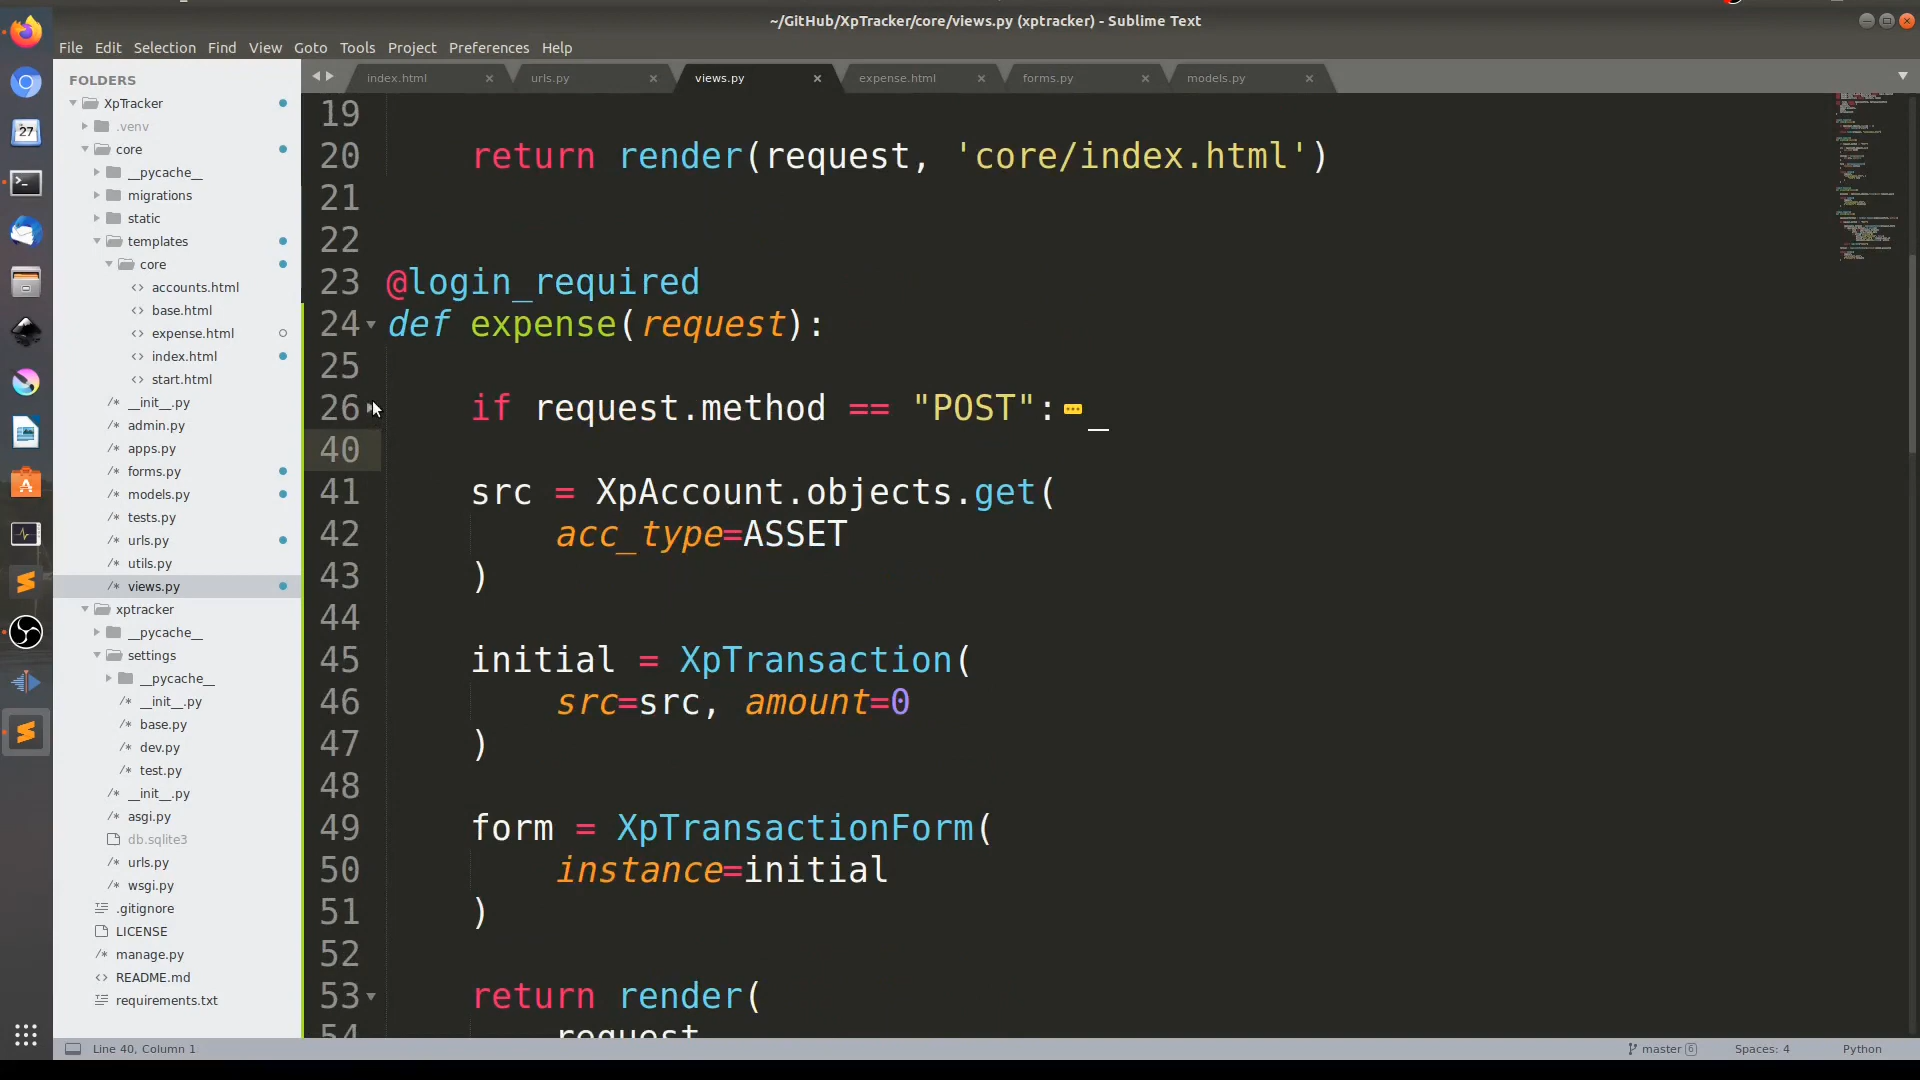 ~/GitHub/XpTracker/core/views.py (xptracker) - Sublime Text
File Edit Selection Find View Goto Tools Project Preferences Help
FOLDERS
XpTracker
.venv
core
__pycache__
migrations
static
templates
core
<> accounts.html
<> base.html
<> expense.html
<> index.html
<> start.html
/* __init__.py
/* admin.py
/* apps.py
/* forms.py
/* models.py
/* tests.py
/* urls.py
/* utils.py
/* views.py
xptracker
__pycache__
settings
__pycache__
/* __init__.py
/* base.py
/* dev.py
/* test.py
/* __init__.py
/* asgi.py
db.sqlite3
/* urls.py
/* wsgi.py
.gitignore
LICENSE
/* manage.py
<> README.md
requirements.txt
27
index.html × urls.py × views.py × expense.html × forms.py × models.py ×
19
20 return render(request, 'core/index.html')
21
22
23 @login_required
24 def expense(request):
25
26 if request.method == "POST":
40
41 src = XpAccount.objects.get(
42 acc_type=ASSET
43 )
44
45 initial = XpTransaction(
46 src=src, amount=0
47 )
48
49 form = XpTransactionForm(
50 instance=initial
51 )
52
53 return render(
54 request
Line 40, Column 1
master 6 Spaces: 4 Python